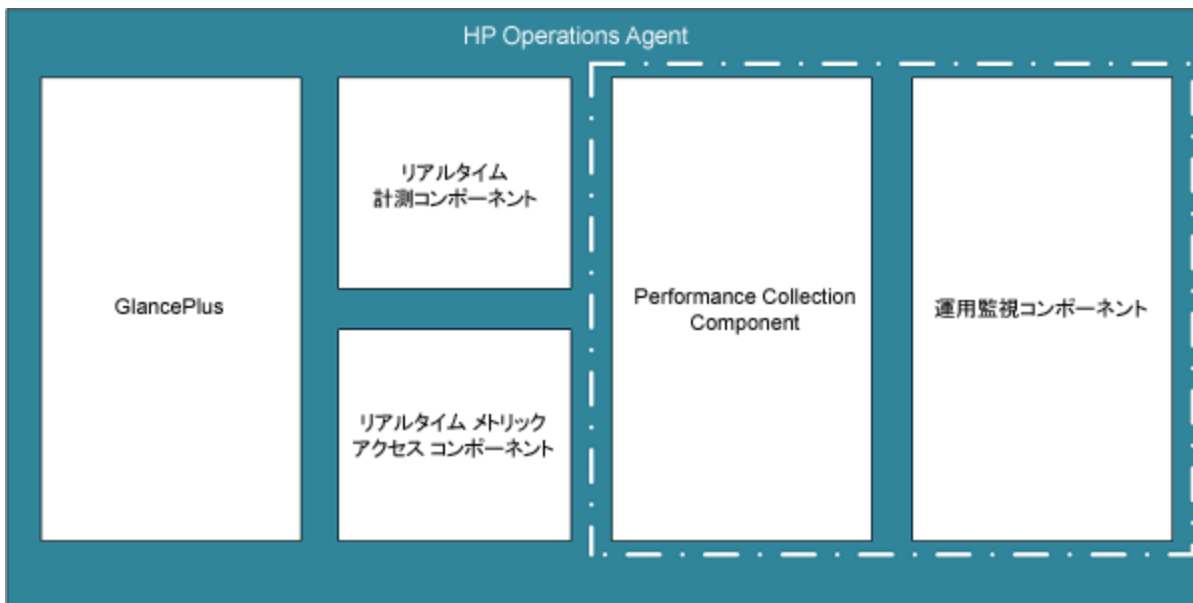 HP Operations Agent
GlancePlus
リアルタイム
計測コンポーネント
リアルタイム メトリック
アクセス コンポーネント
Performance Collection
Component
運用監視コンポーネント